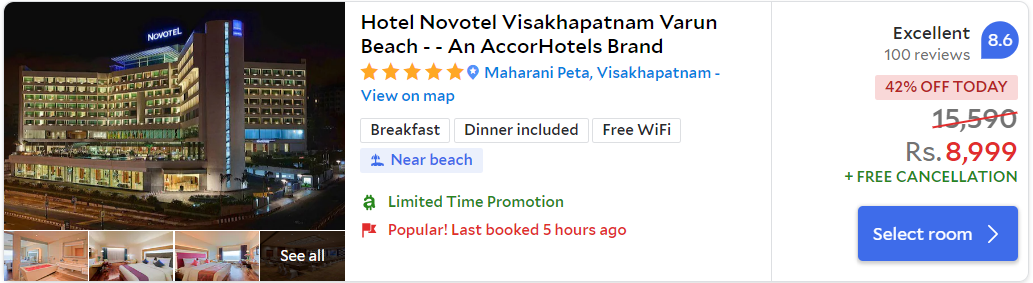 NOVOTEL
See all
Hotel Novotel Visakhapatnam Varun
Beach - - An AccorHotels Brand
Maharani Peta, Visakhapatnam -
View on map
Breakfast
Dinner included
Free WiFi
Near beach
Limited Time Promotion
Popular! Last booked 5 hours ago
Excellent
100 reviews
8.6
42% OFF TODAY
15,590
Rs. 8,999
+ FREE CANCELLATION
Select room